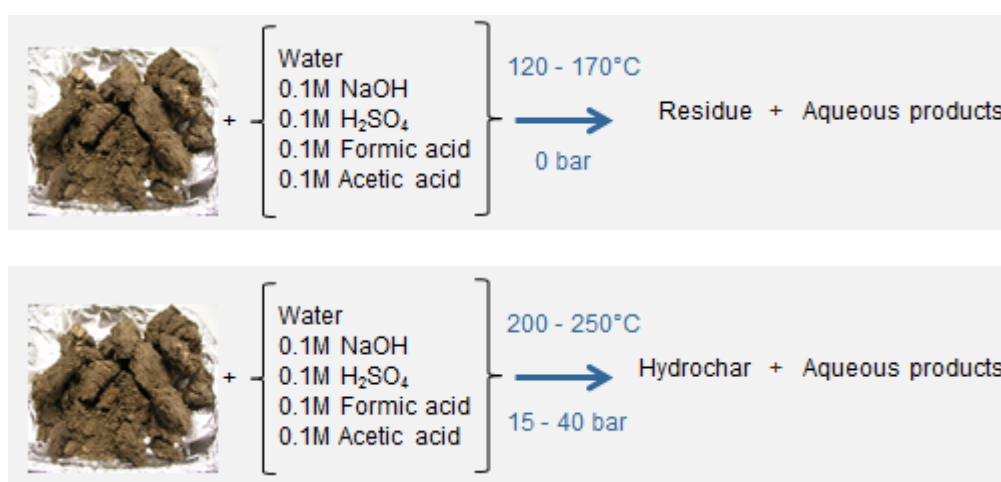 Water
0.1M NaOH
0.1M H₂SO₄
0.1M Formic acid
0.1M Acetic acid
+
120 - 170°C
0 bar
Residue + Aqueous products
Water
0.1M NaOH
0.1M H₂SO₄
0.1M Formic acid
0.1M Acetic acid
+
200 - 250°C
15 - 40 bar
Hydrochar + Aqueous products